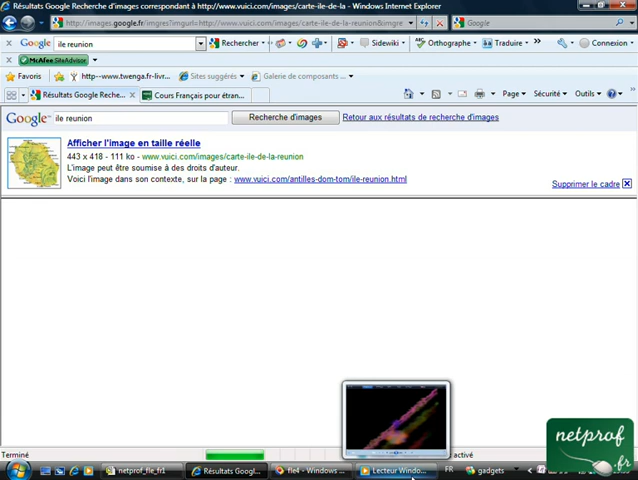 Résultats Google Recherche d'images correspondant à http://www.vuici.com/images/carte-ile-de-la - Windows Internet Explorer
http://images.google.fr/imgres?imgurl=http://www.vuici.com/images/carte-ile-de-la-reunion&imgre
Google
Google
ile reunion
Rechercher
Sidewiki
Orthographe
Traduire
Connexion
McAfee SiteAdvisor
Favoris
http--www.twenga.fr-livr...
Sites suggérés
Galerie de composants ...
Résultats Google Reche...
Cours Français pour étran...
Page
Sécurité
Outils
Google
ile reunion
Recherche d'images
Retour aux résultats de recherche d'images
Afficher l'image en taille réelle
443 x 418 - 111 ko - www.vuici.com/images/carte-ile-de-la-reunion
L'image peut être soumise à des droits d'auteur.
Voici l'image dans son contexte, sur la page : www.vuici.com/antilles-dom-tom/ile-reunion.html
Supprimer le cadre
Terminé
activé
netprof_fle_fr1
Résultats Googl...
fle4 - Windows ...
Lecteur Windo...
FR
gadgets
netprof
.fr